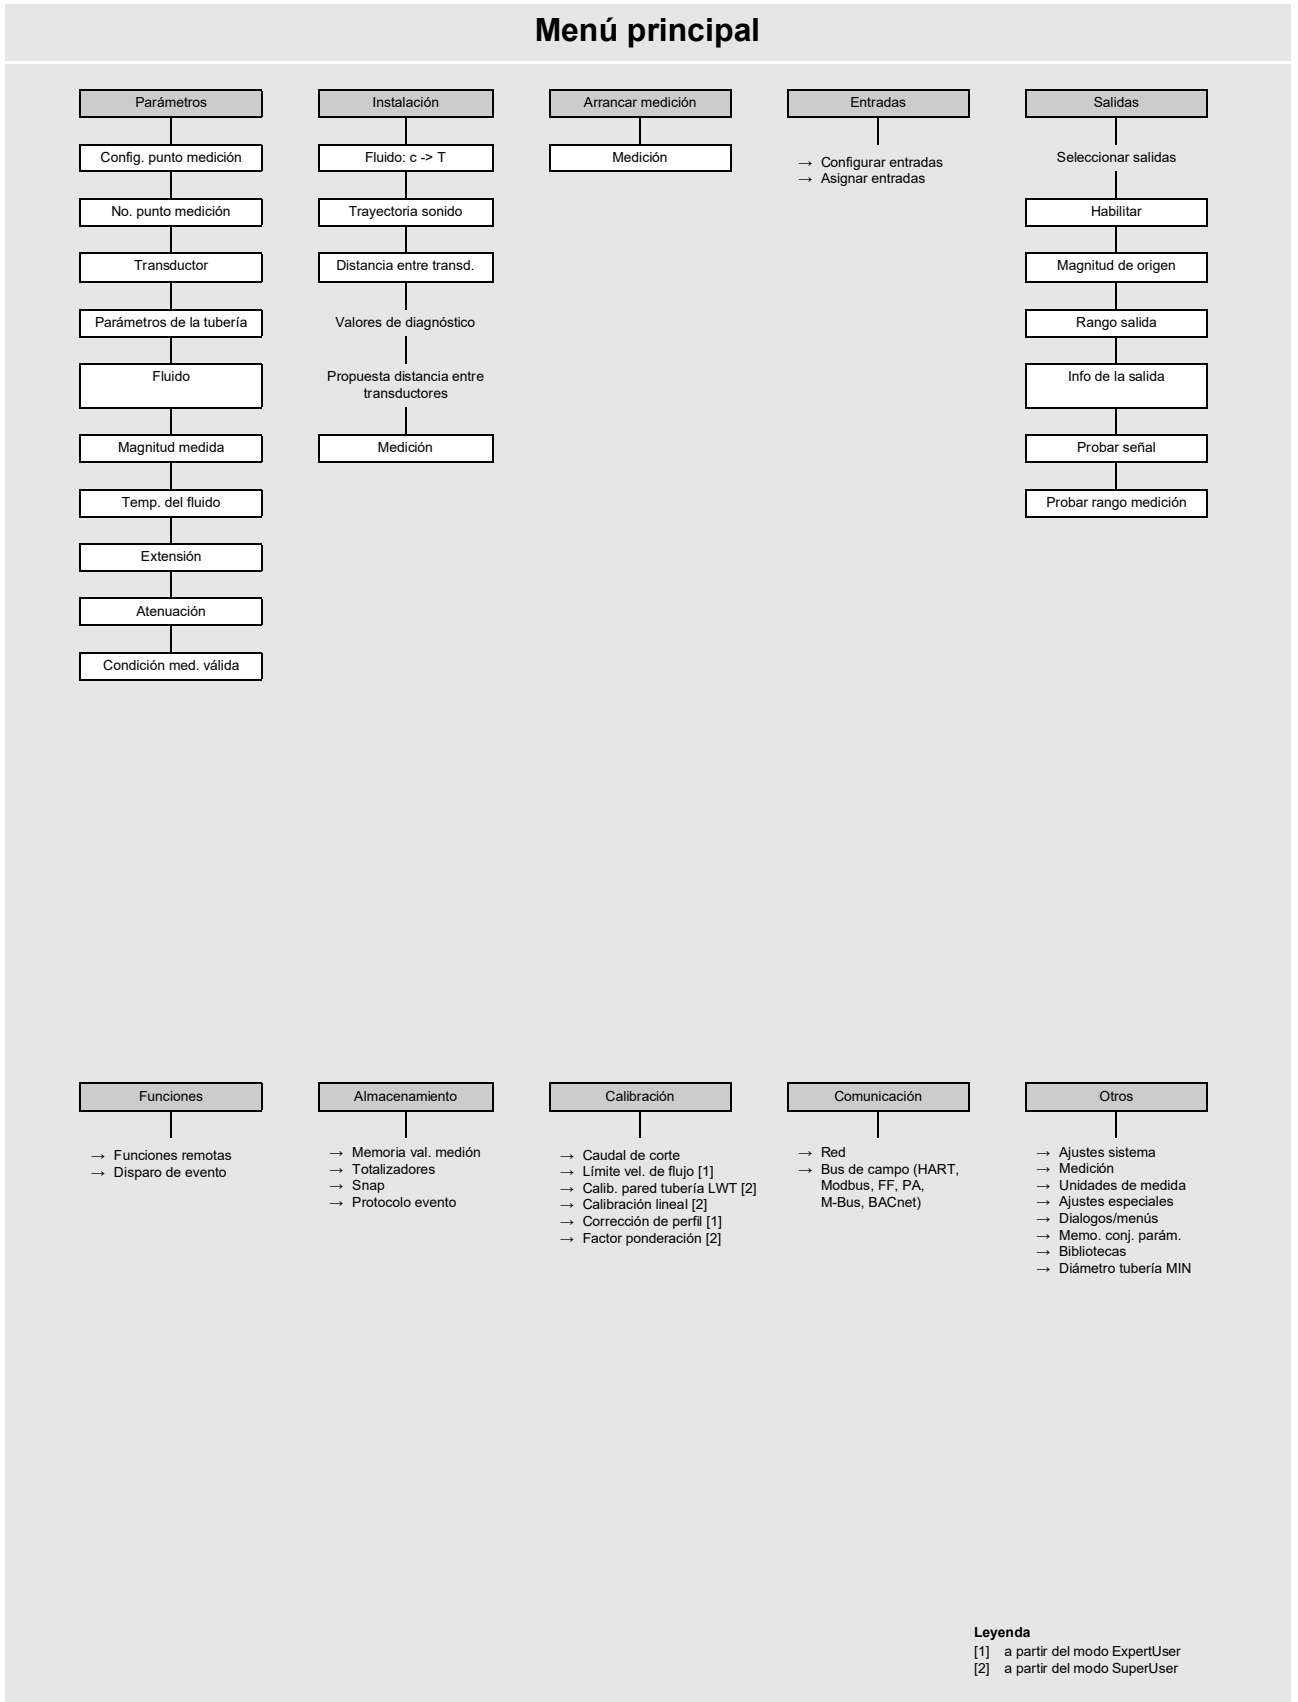 Menú principal
Parámetros
Config. punto medición
No. punto medición
Transductor
Parámetros de la tubería
Fluido
Magnitud medida
Temp. del fluido
Extensión
Atenuación
Condición med. válida
Instalación
Fluido: c -> T
Trayectoria sonido
Distancia entre transd.
Valores de diagnóstico
Propuesta distancia entre
transductores
Medición
Arrancar medición
Medición
Entradas
→ Configurar entradas
→ Asignar entradas
Salidas
Seleccionar salidas
Habilitar
Magnitud de origen
Rango salida
Info de la salida
Probar señal
Probar rango medición
Funciones
→ Funciones remotas
→ Disparo de evento
Almacenamiento
→ Memoria val. medión
→ Totalizadores
→ Snap
→ Protocolo evento
Calibración
→ Caudal de corte
→ Límite vel. de flujo [1]
→ Calib. pared tubería LWT [2]
→ Calibración lineal [2]
→ Corrección de perfil [1]
→ Factor ponderación [2]
Comunicación
→ Red
→ Bus de campo (HART,
Modbus, FF, PA,
M-Bus, BACnet)
Otros
→ Ajustes sistema
→ Medición
→ Unidades de medida
→ Ajustes especiales
→ Dialogos/menús
→ Memo. conj. parám.
→ Bibliotecas
→ Diámetro tubería MIN
Leyenda
[1] a partir del modo ExpertUser
[2] a partir del modo SuperUser